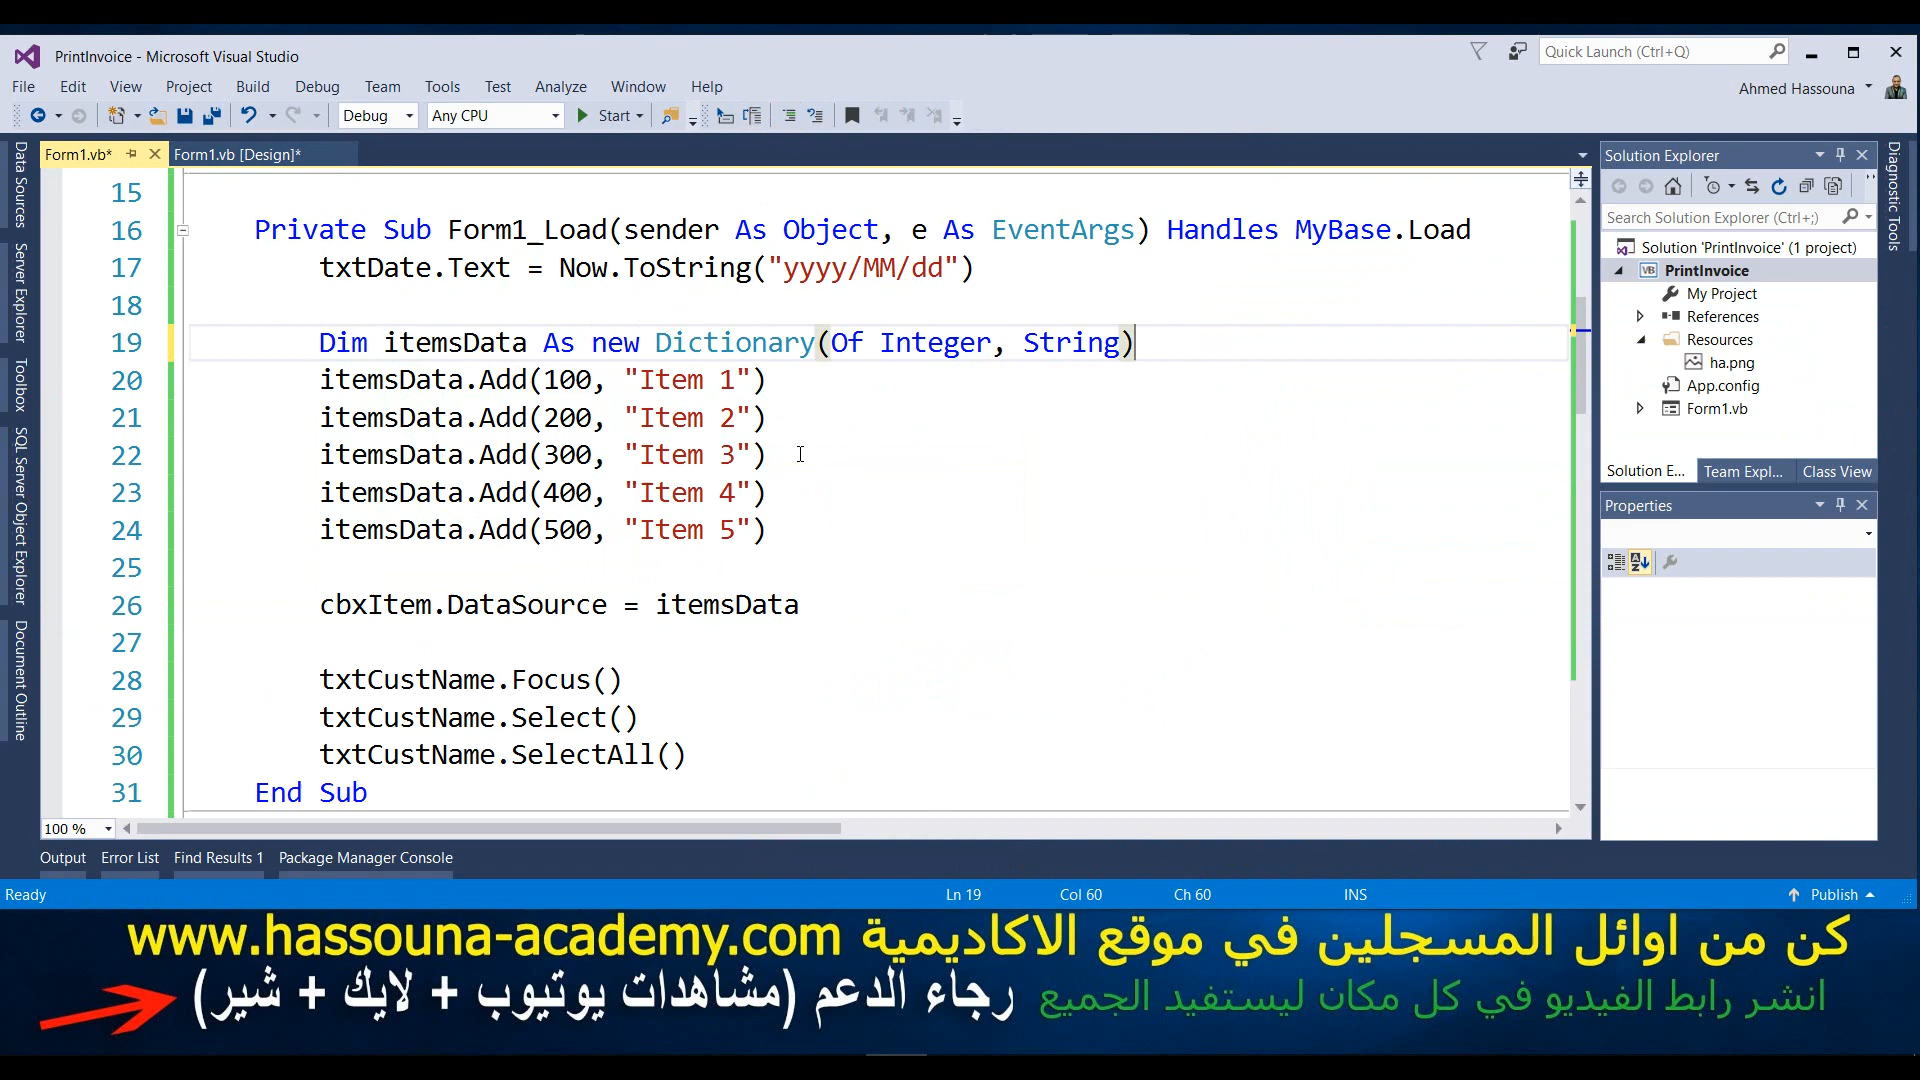 PrintInvoice - Microsoft Visual Studio
Quick Launch (Ctrl+Q)
File Edit View Project Build Debug Team Tools Test Analyze Window Help
Ahmed Hassouna
Debug Any CPU Start
Form1.vb* Form1.vb [Design]*
Data Sources
Server Explorer
Toolbox
SQL Server Object Explorer
Document Outline
15
16 Private Sub Form1_Load(sender As Object, e As EventArgs) Handles MyBase.Load
17 txtDate.Text = Now.ToString("yyyy/MM/dd")
18
19 Dim itemsData As new Dictionary(Of Integer, String)
20 itemsData.Add(100, "Item 1")
21 itemsData.Add(200, "Item 2")
22 itemsData.Add(300, "Item 3")
23 itemsData.Add(400, "Item 4")
24 itemsData.Add(500, "Item 5")
25
26 cbxItem.DataSource = itemsData
27
28 txtCustName.Focus()
29 txtCustName.Select()
30 txtCustName.SelectAll()
31 End Sub
100 %
Solution Explorer
Search Solution Explorer (Ctrl+;)
Solution 'PrintInvoice' (1 project)
VB PrintInvoice
My Project
References
Resources
ha.png
App.config
Form1.vb
Solution E... Team Expl... Class View
Properties
Diagnostic Tools
Output Error List Find Results 1 Package Manager Console
Ready Ln 19 Col 60 Ch 60 INS Publish
كن من اوائل المسجلين في موقع الاكاديمية www.hassouna-academy.com
انشر رابط الفيديو في كل مكان ليستفيد الجميع رجاء الدعم (مشاهدات يوتيوب + لايك + شير)